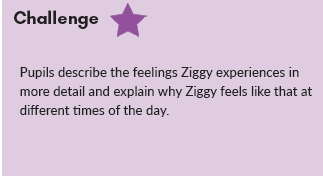 Challenge
Pupils describe the feelings Ziggy experiences in
more detail and explain why Ziggy feels like that at
different times of the day.